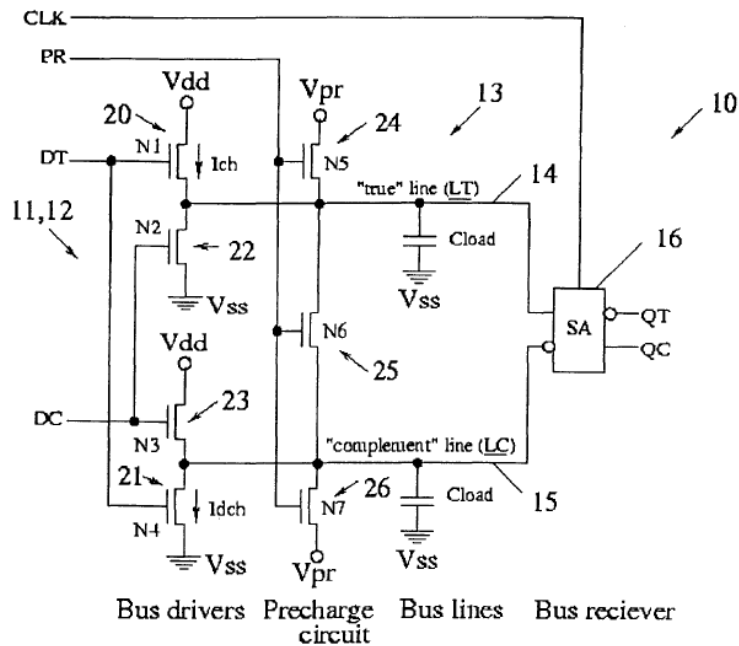 CLK
PR
Vdd
Vpr
20
24
13
10
N1
DT
Ich
N5
"true" line (LT)
14
11,12
N2
22
Cload
16
Vss
Vss
Vdd
N6
SA
QT
QC
23
25
DC
N3
"complement" line (LC)
21
26
15
Idch
N7
Cload
N4
Vss
Vss
Vpr
Bus drivers Precharge circuit Bus lines Bus reciever